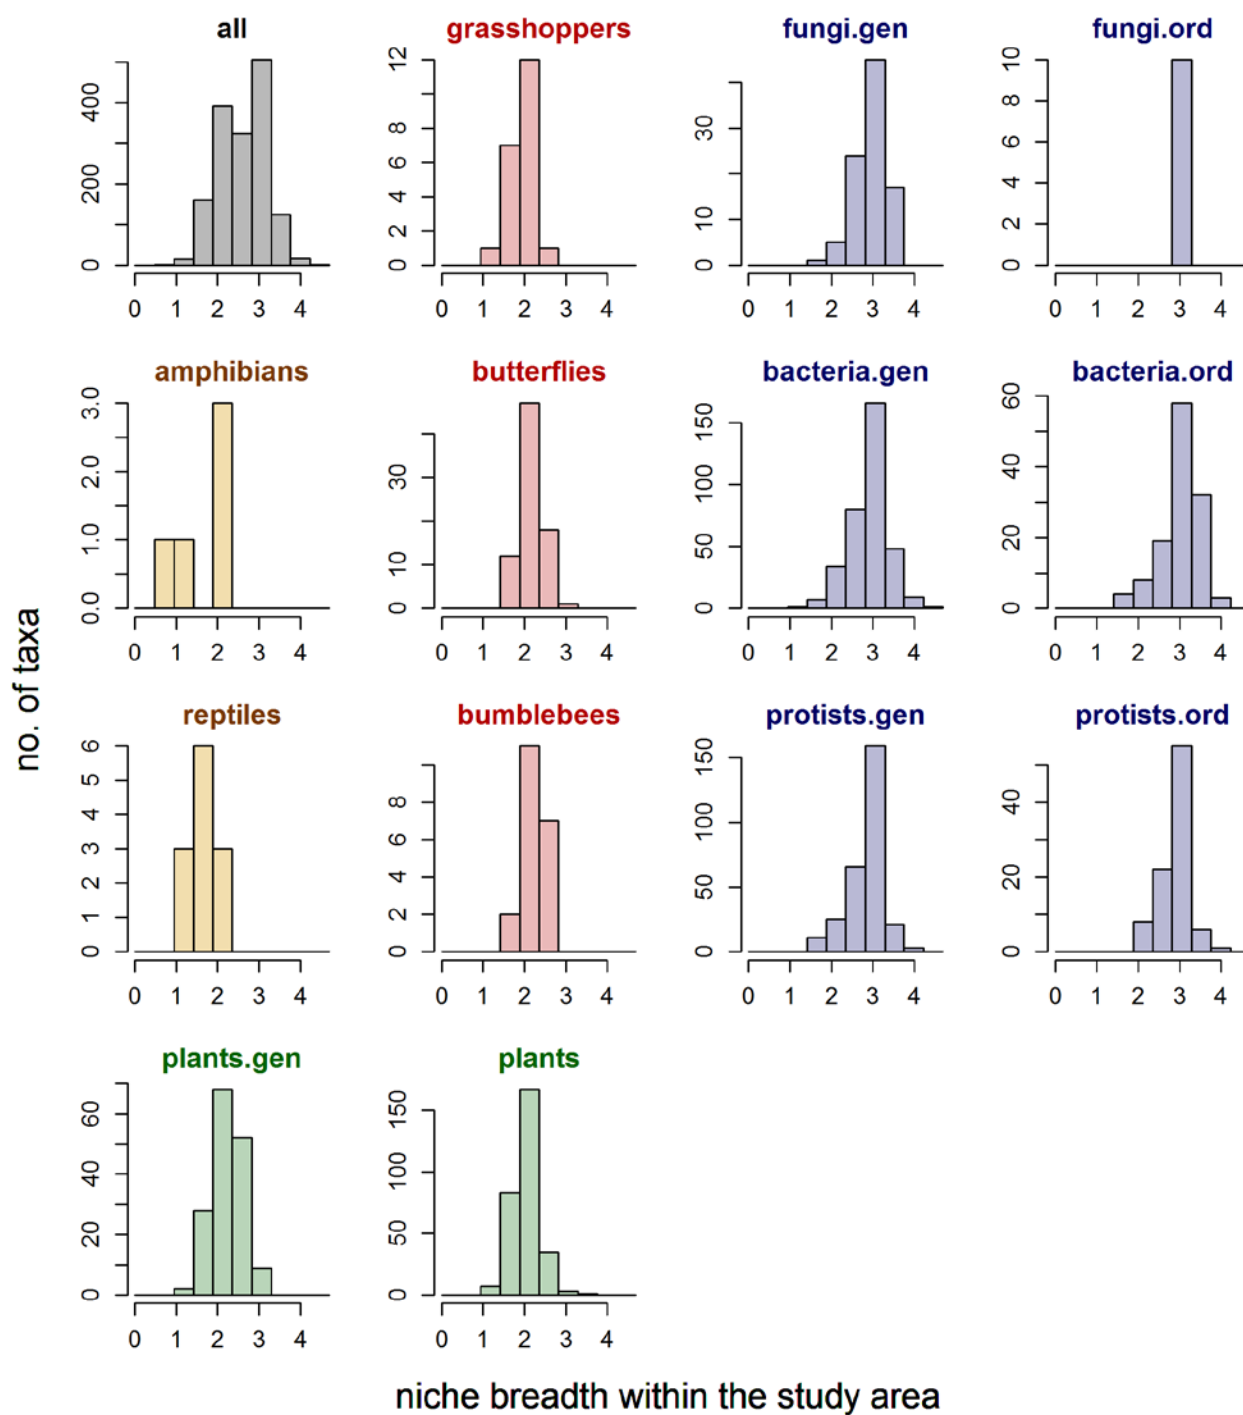 all
grasshoppers
fungi.gen
fungi.ord
0 200 400
0 1 2 3 4
0 2 4 6 8 12
0 1 2 3 4
0 10 30
0 1 2 3 4
0 2 4 6 8 10
0 1 2 3 4
amphibians
butterflies
bacteria.gen
bacteria.ord
0.0 1.0 2.0 3.0
0 1 2 3 4
0 10 30
0 1 2 3 4
0 50 100 150
0 1 2 3 4
0 20 40 60
0 1 2 3 4
reptiles
bumblebees
protists.gen
protists.ord
0 1 2 3 4 5 6
0 1 2 3 4
0 2 4 6 8
0 1 2 3 4
0 50 100 150
0 1 2 3 4
0 20 40
0 1 2 3 4
plants.gen
plants
0 20 40 60
0 1 2 3 4
0 50 100 150
0 1 2 3 4
no. of taxa
niche breadth within the study area